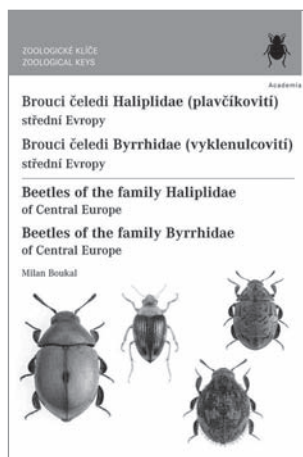 ZOOLOGICKÉ KLÍČE
ZOOLOGICAL KEYS
Academia
Brouci čeledi Haliplidae (plavčíkovití)
střední Evropy
Brouci čeledi Byrrhidae (vyklenulcovití)
střední Evropy
Beetles of the family Haliplidae
of Central Europe
Beetles of the family Byrrhidae
of Central Europe
Milan Boukal